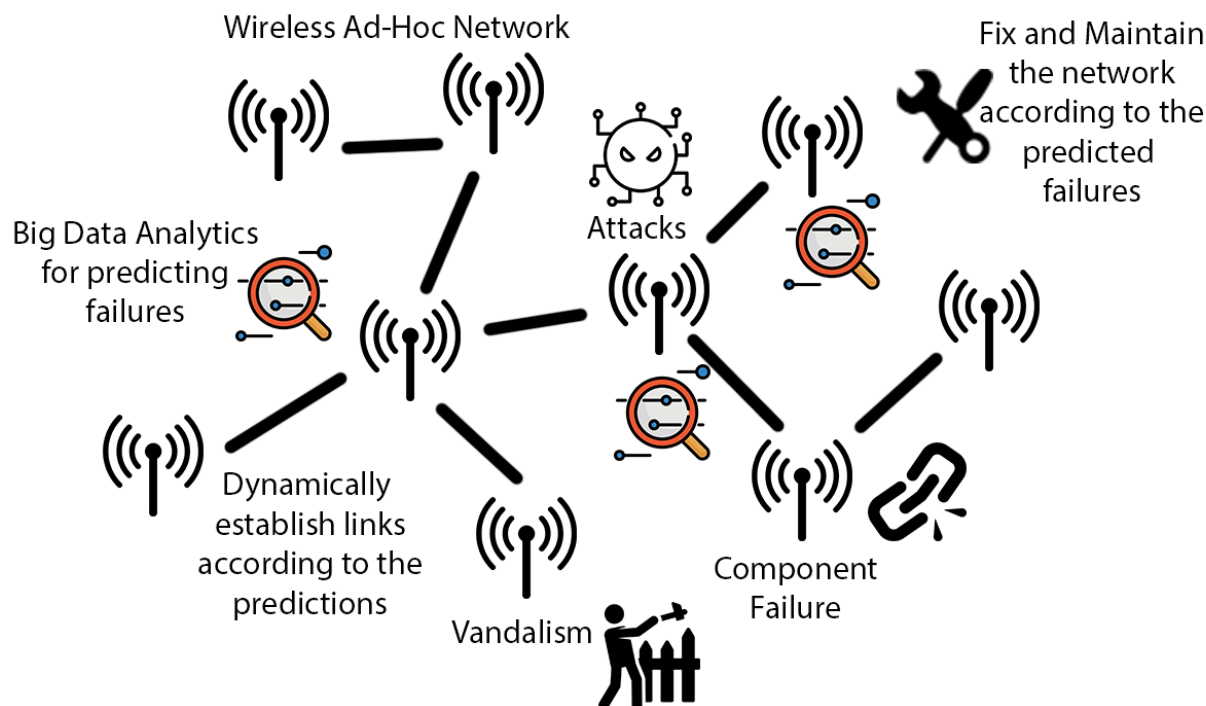 Wireless Ad-Hoc Network
Fix and Maintain
the network
according to the
predicted
failures
Attacks
Big Data Analytics
for predicting
failures
Dynamically
establish links
according to the
predictions
Component
Failure
Vandalism